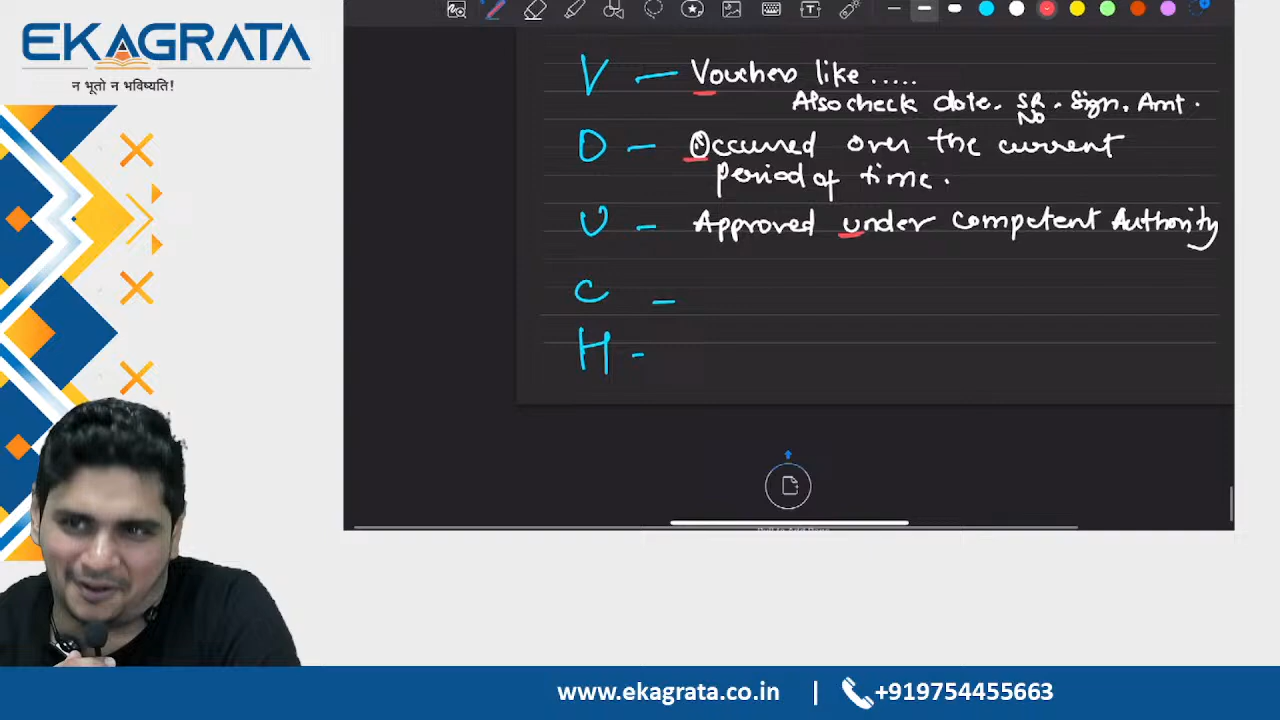 EKAGRATA
न भूतो न भविष्यति!
V — Vouchers like .....
Also check date. SR No. Sign. Amt.
O — Occurred over the current
period of time.
U — Approved under competent Authority
C —
H -
www.ekagrata.co.in | +919754455663